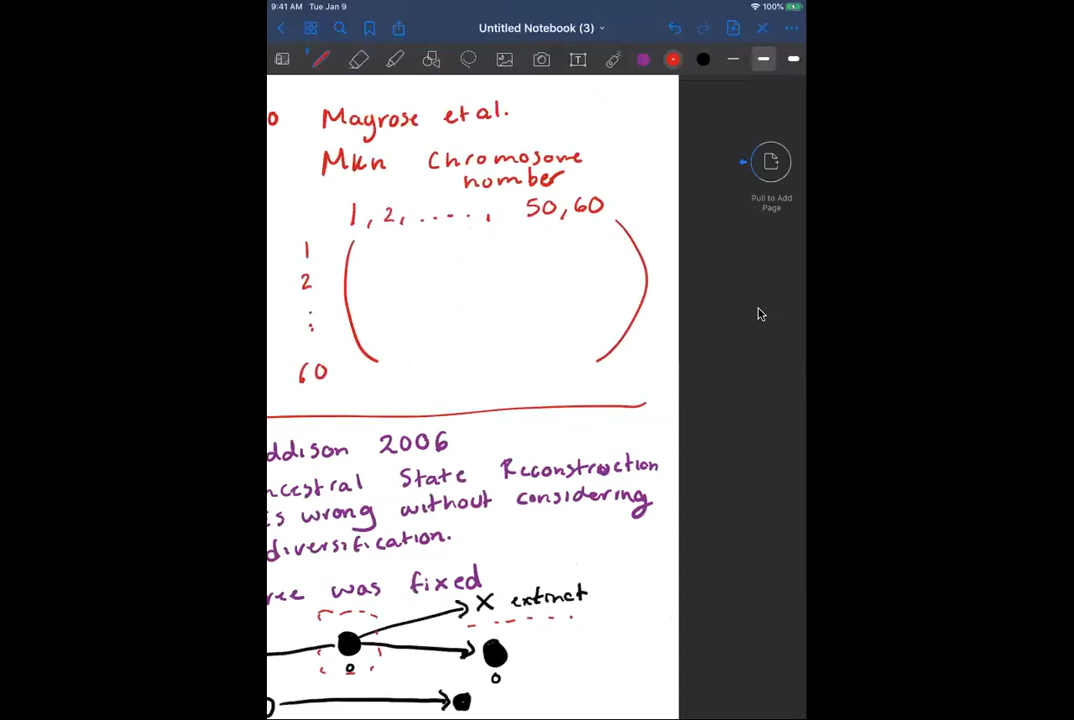 9:41 AM Tue Jan 9
100%
Untitled Notebook (3)
o Magrose et al.
Mkn Chromosome
nomber
1, 2, ....., 50, 60
1
2
:
60
ddison 2006
ncestral State Reconstruction
is wrong without considering
diversification.
ree was fixed
X extinct
o
o
Pull to Add
Page